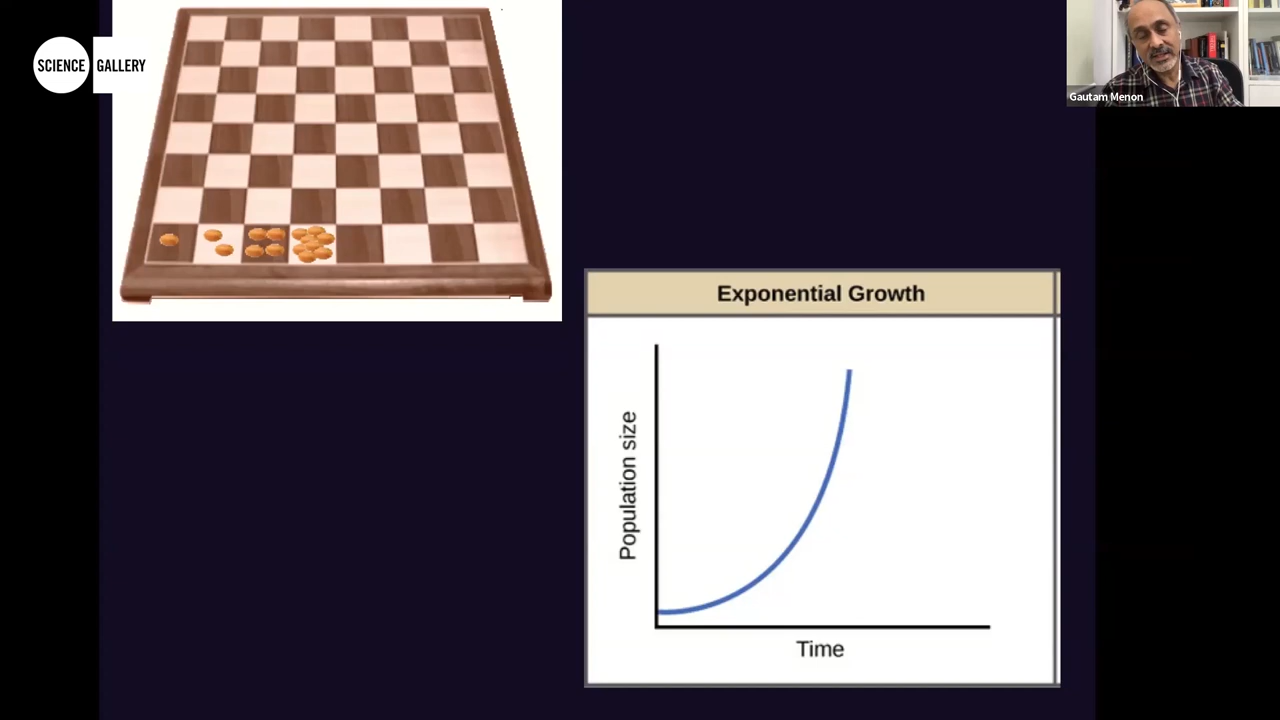 SCIENCE GALLERY
Gautam Menon
Exponential Growth
Population size
Time